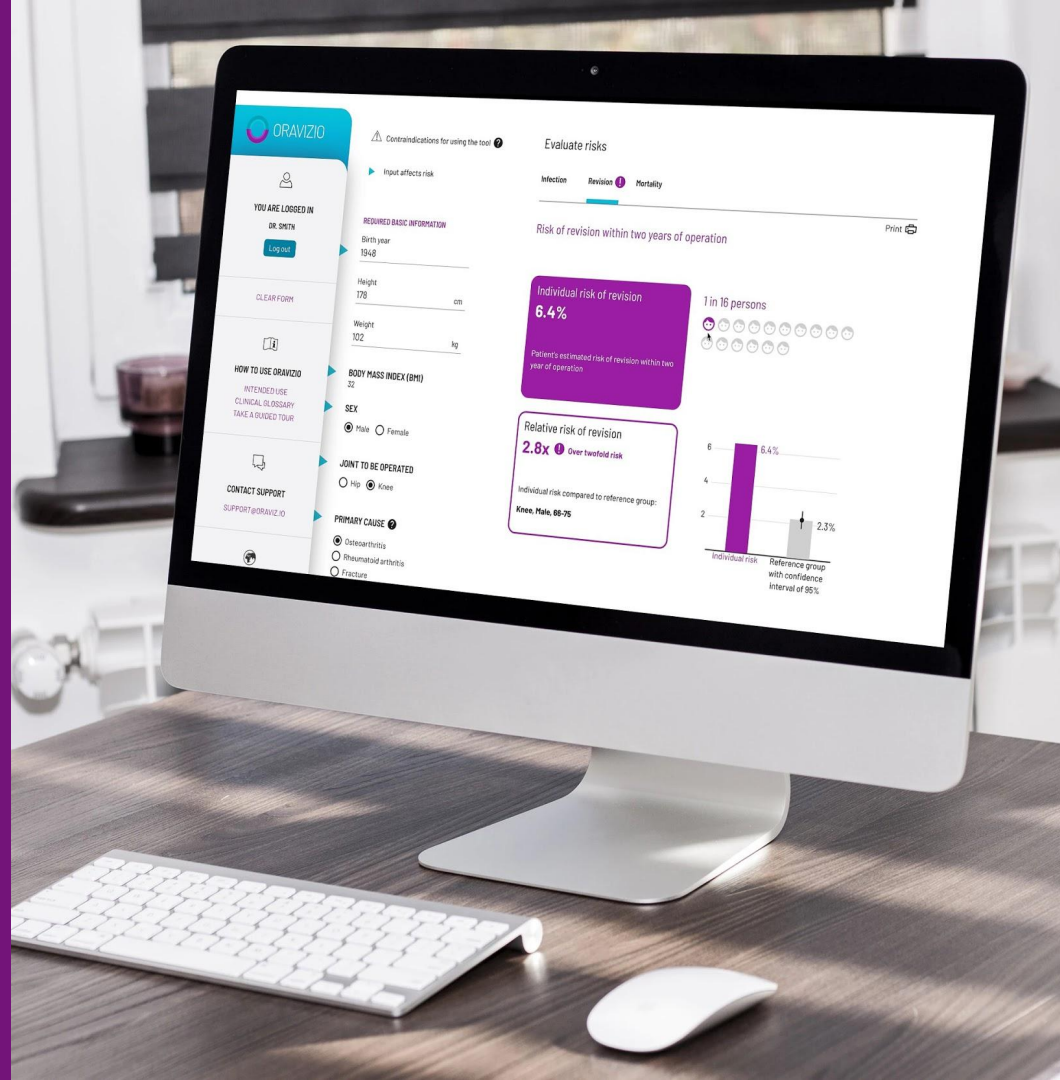 ORAVIZIO
YOU ARE LOGGED IN
DR. SMITH
Log out
CLEAR FORM
HOW TO USE ORAVIZIO
INTENDED USE
CLINICAL GLOSSARY
TAKE A GUIDED TOUR
CONTACT SUPPORT
SUPPORT@ORAVIZ.IO
Contraindications for using the tool ?
Input affects risk
REQUIRED BASIC INFORMATION
Birth year
1948
Height
178 cm
Weight
102 kg
BODY MASS INDEX (BMI)
32
SEX
Male Female
JOINT TO BE OPERATED
Hip Knee
PRIMARY CAUSE ?
Osteoarthritis
Rheumatoid arthritis
Fracture
Evaluate risks
Infection Revision ! Mortality
Print
Risk of revision within two years of operation
Individual risk of revision
6.4%
Patient's estimated risk of revision within two
year of operation
1 in 16 persons
Relative risk of revision
2.8x ! Over twofold risk
Individual risk compared to reference group:
Knee, Male, 66-75
6
4
2
6.4%
2.3%
Individual risk
Reference group
with confidence
interval of 95%